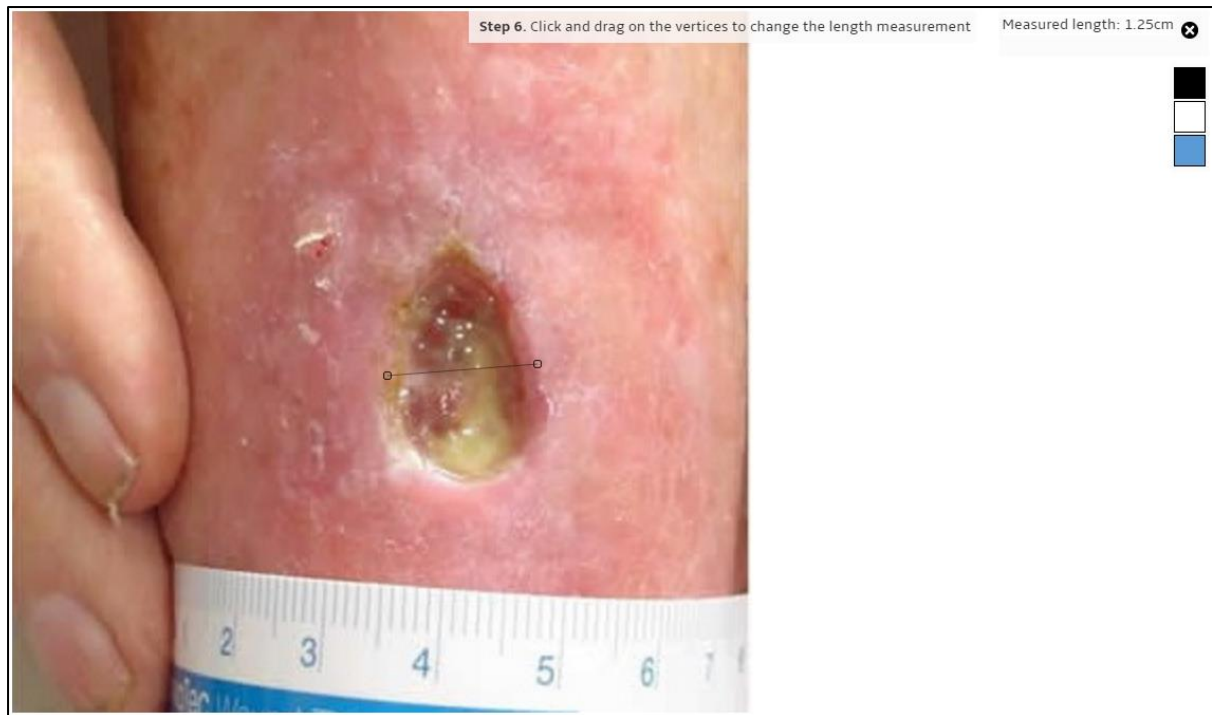 Step 6. Click and drag on the vertices to change the length measurement
Measured length: 1.25cm
2 3 4 5 6 7